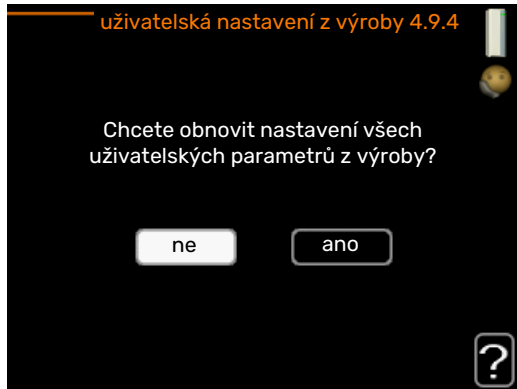 uživatelská nastavení z výroby 4.9.4
Chcete obnovit nastavení všech
uživatelských parametrů z výroby?
ne
ano
?